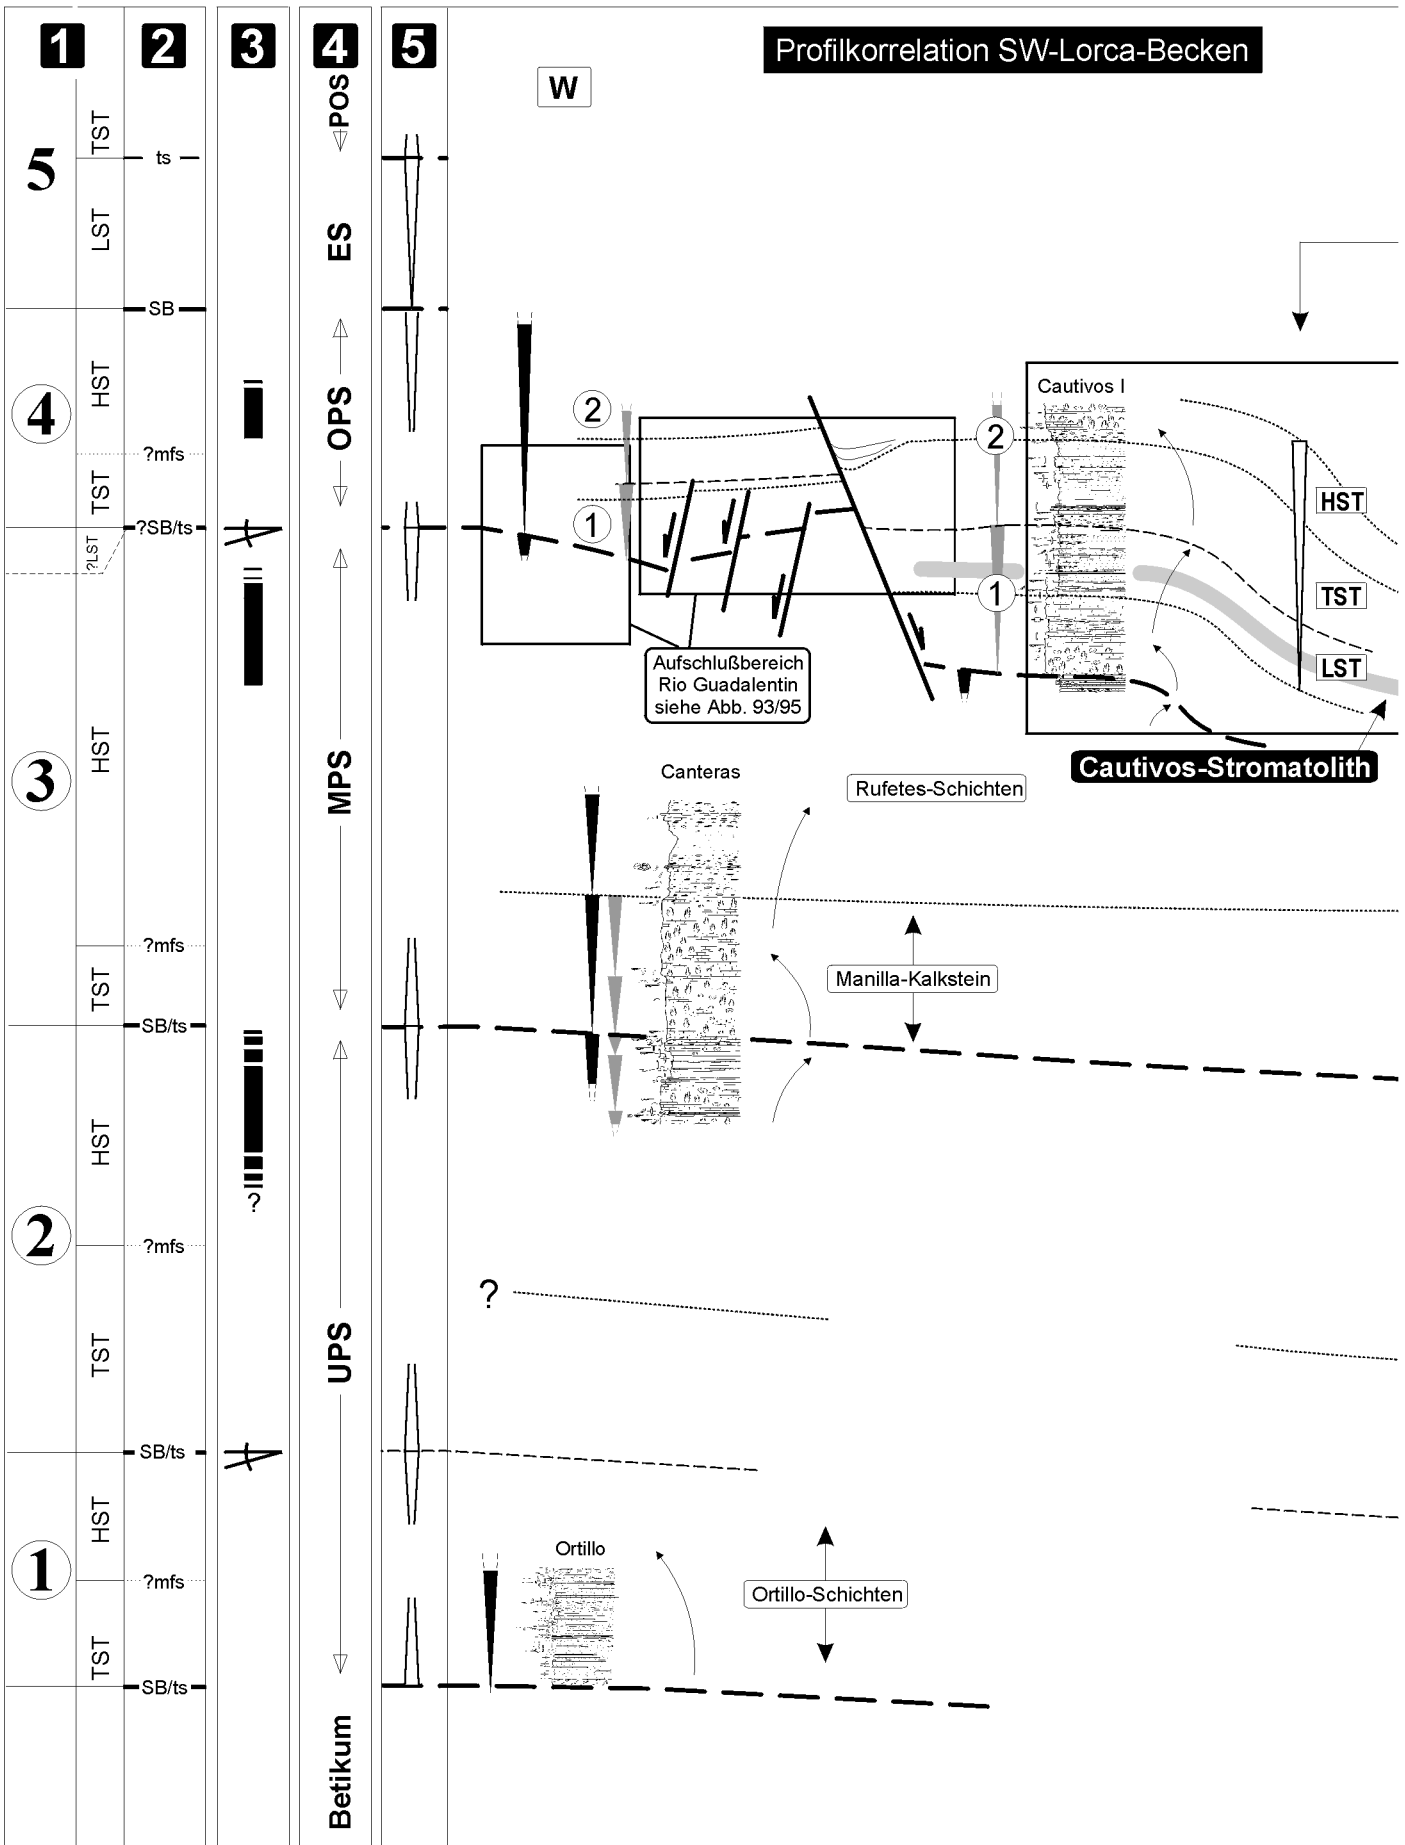 1 2 3 4 5
Profilkorrelation SW-Lorca-Becken
W
5
TST
LST
ts
SB
4
HST
TST
?mfs
?SB/ts
?LST
3
HST
TST
?mfs
SB/ts
2
HST
TST
?
?mfs
SB/ts
1
HST
TST
?mfs
SB/ts
POS
ES
OPS
MPS
UPS
Betikum
2
1
2
1
Cautivos I
HST
TST
LST
Aufschlußbereich
Rio Guadalentin
siehe Abb. 93/95
Cautivos-Stromatolith
Canteras
Rufetes-Schichten
Manilla-Kalkstein
?
Ortillo
Ortillo-Schichten